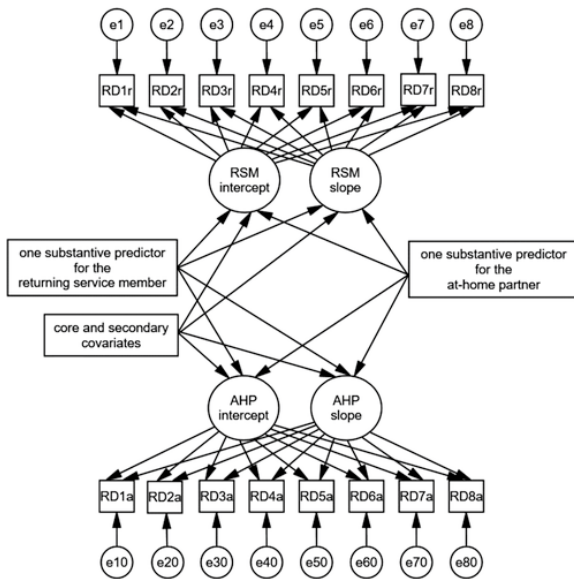 e1 e2 e3 e4 e5 e6 e7 e8
RD1r RD2r RD3r RD4r RD5r RD6r RD7r RD8r
RSM
intercept
RSM
slope
one substantive predictor
for the
returning service member
one substantive predictor
for the
at-home partner
core and secondary
covariates
AHP
intercept
AHP
slope
RD1a RD2a RD3a RD4a RD5a RD6a RD7a RD8a
e10 e20 e30 e40 e50 e60 e70 e80